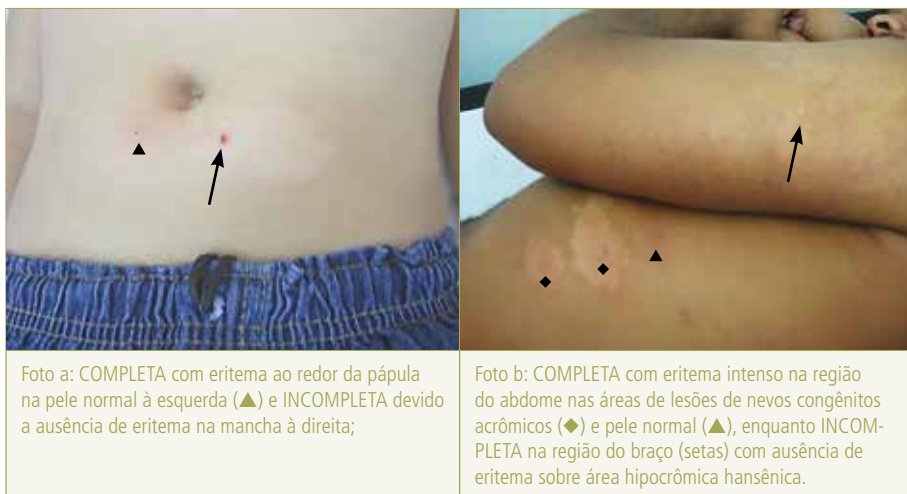 Foto a: COMPLETA com eritema ao redor da pápula
na pele normal à esquerda (▲) e INCOMPLETA devido
a ausência de eritema na mancha à direita;
Foto b: COMPLETA com eritema intenso na região
do abdome nas áreas de lesões de nevos congênitos
acrômicos (◆) e pele normal (▲), enquanto INCOM-
PLETA na região do braço (setas) com ausência de
eritema sobre área hipocrômica hansênica.